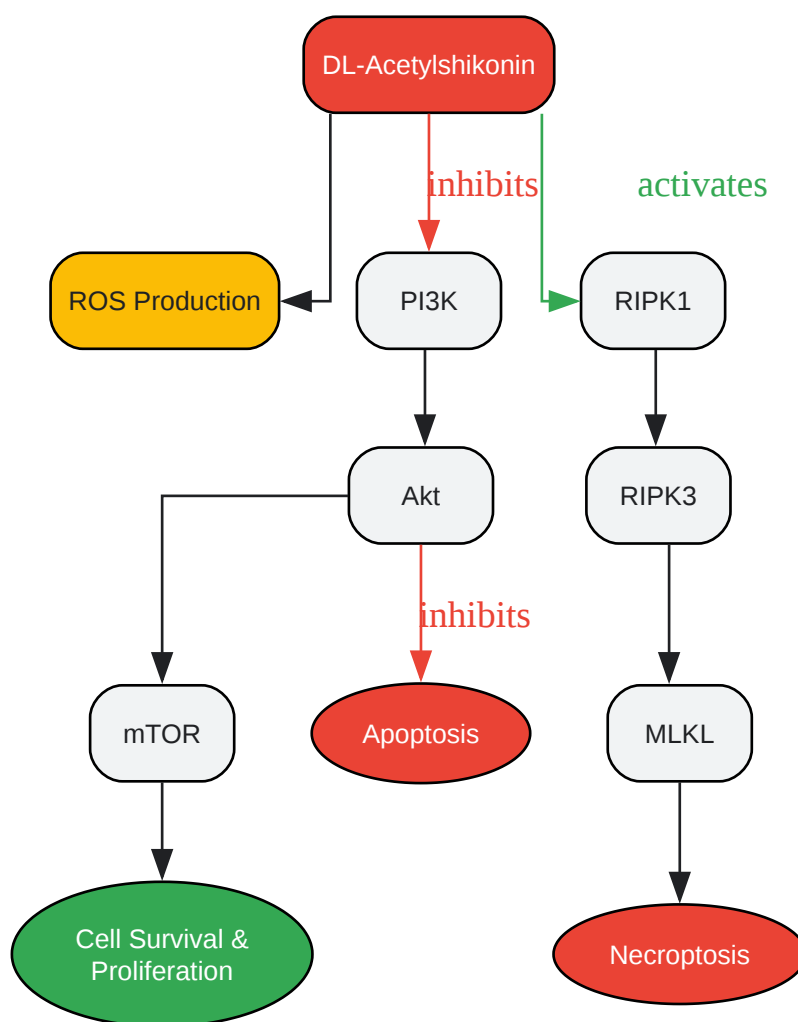 DL-Acetylshikonin
inhibits
activates
ROS Production
PI3K
RIPK1
Akt
RIPK3
inhibits
mTOR
Apoptosis
MLKL
Cell Survival &
Proliferation
Necroptosis